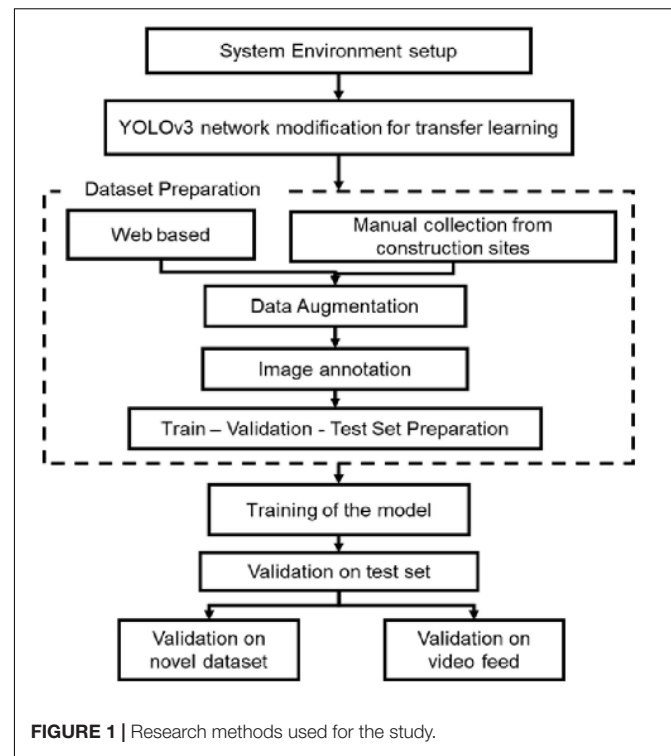 System Environment setup
YOLOv3 network modification for transfer learning
Dataset Preparation
Web based
Manual collection from
construction sites
Data Augmentation
Image annotation
Train – Validation - Test Set Preparation
Training of the model
Validation on test set
Validation on
novel dataset
Validation on
video feed
FIGURE 1 | Research methods used for the study.